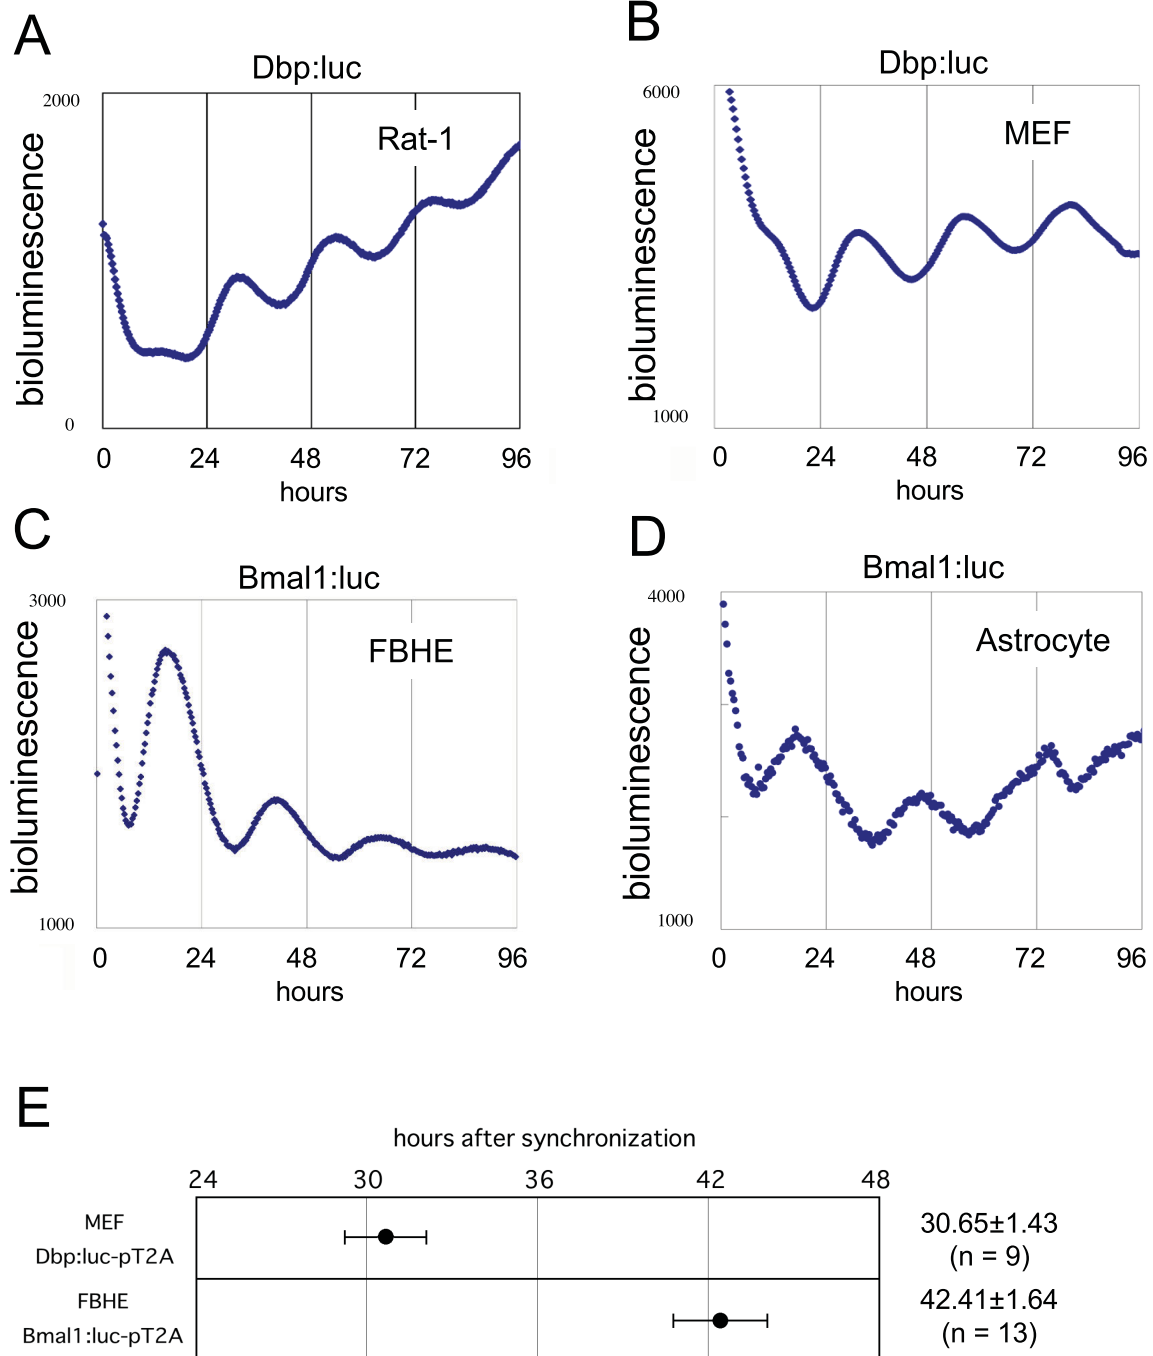 A
Dbp:luc
2000
Rat-1
bioluminescence
0
0 24 48 72 96
hours
B
Dbp:luc
6000
MEF
bioluminescence
1000
0 24 48 72 96
hours
C
Bmal1:luc
3000
FBHE
bioluminescence
1000
0 24 48 72 96
hours
D
Bmal1:luc
4000
Astrocyte
bioluminescence
1000
0 24 48 72 96
hours
E
hours after synchronization
24 30 36 42 48
MEF
Dbp:luc-pT2A
30.65±1.43
(n = 9)
FBHE
Bmal1:luc-pT2A
42.41±1.64
(n = 13)